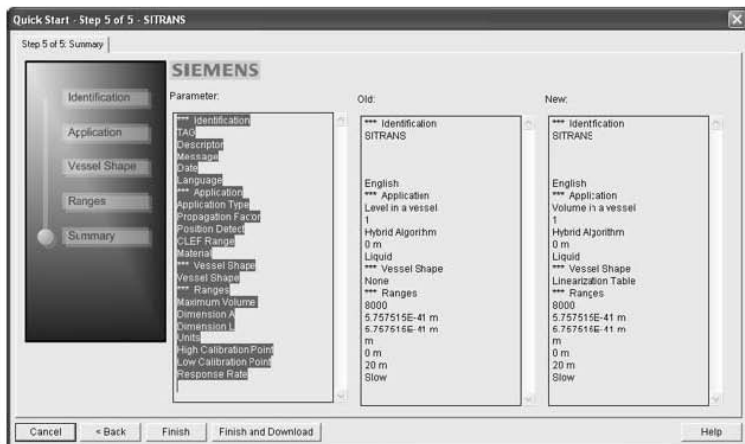 Quick Start - Step 5 of 5 - SITRANS
Step 5 of 5: Summary
SIEMENS
Identification
Application
Vessel Shape
Ranges
Summary
Parameter:
*** Identification
TAG
Descriptor
Message
Date
Language
*** Application
Application Type
Propagation Factor
Position Detect
CLEF Range
Material
*** Vessel Shape
Vessel Shape
*** Ranges
Maximum Volume
Dimension A
Dimension L
Units
High Calibration Point
Low Calibration Point
Response Rate
Old:
*** Identification
SITRANS
English
*** Application
Level in a vessel
1
Hybrid Algorithm
0 m
Liquid
*** Vessel Shape
None
*** Ranges
8000
5.757515E-41 m
5.757515E-41 m
m
0 m
20 m
Slow
New:
*** Identification
SITRANS
English
*** Application
Volume in a vessel
1
Hybrid Algorithm
0 m
Liquid
*** Vessel Shape
Linearization Table
*** Ranges
8000
5.757515E-41 m
5.757515E-41 m
m
0 m
20 m
Slow
Cancel
< Back
Finish
Finish and Download
Help